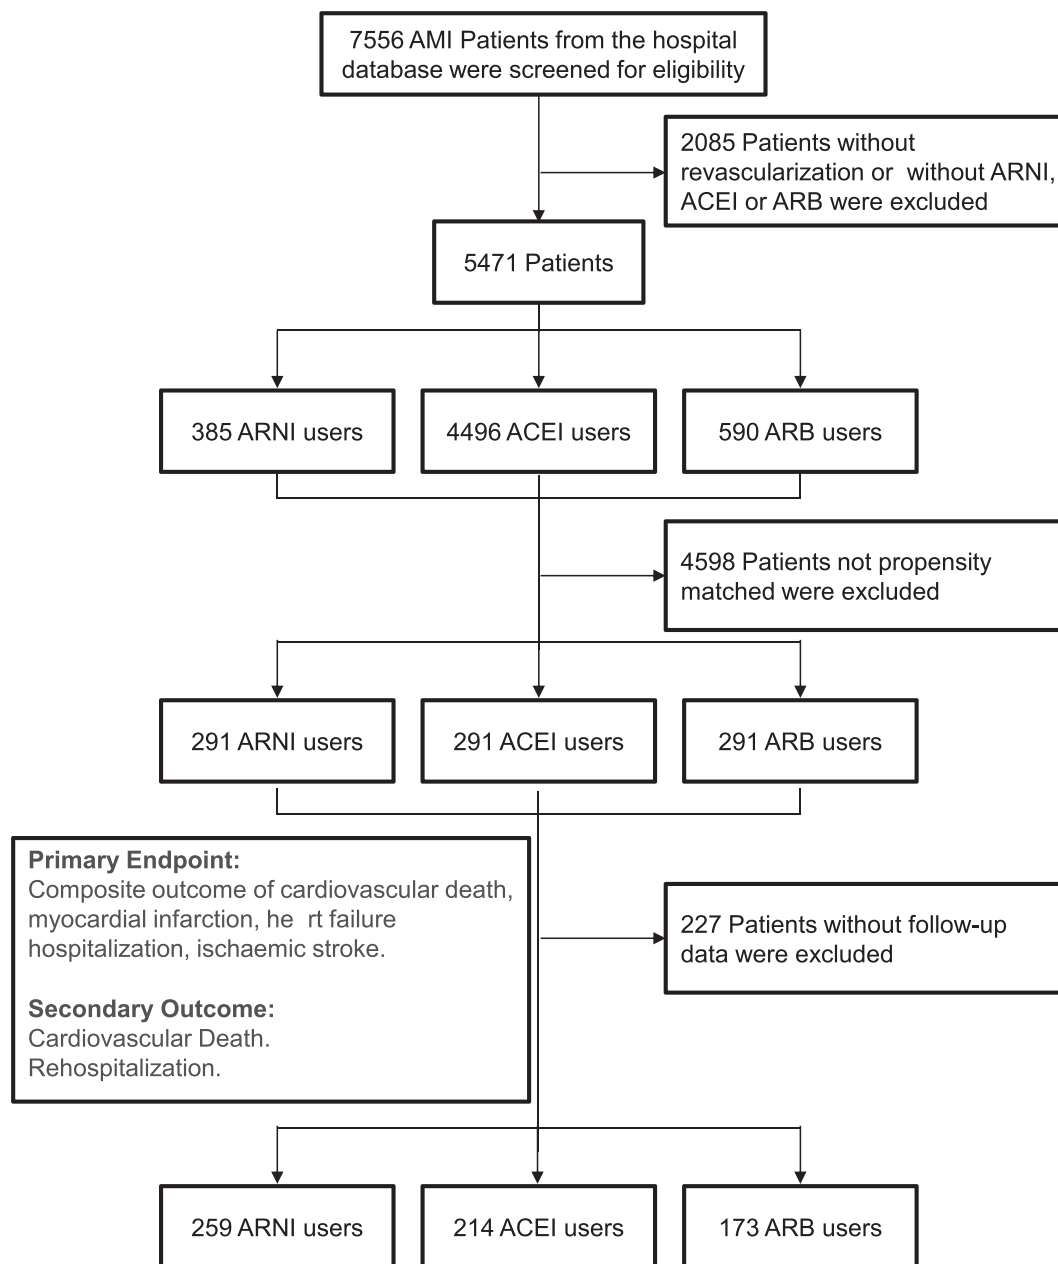 7556 AMI Patients from the hospital
database were screened for eligibility
2085 Patients without
revascularization or without ARNI,
ACEI or ARB were excluded
5471 Patients
385 ARNI users
4496 ACEI users
590 ARB users
4598 Patients not propensity
matched were excluded
291 ARNI users
291 ACEI users
291 ARB users
Primary Endpoint:
Composite outcome of cardiovascular death,
myocardial infarction, he rt failure
hospitalization, ischaemic stroke.
Secondary Outcome:
Cardiovascular Death.
Rehospitalization.
227 Patients without follow-up
data were excluded
259 ARNI users
214 ACEI users
173 ARB users